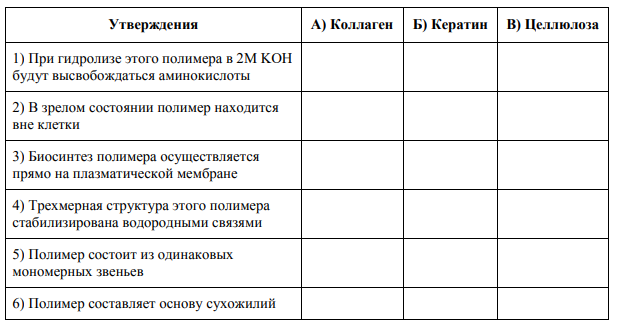 Утверждения
А) Коллаген
Б) Кератин
В) Целлюлоза
1) При гидролизе этого полимера в 2М KOH
будут высвобождаться аминокислоты
2) В зрелом состоянии полимер находится
вне клетки
3) Биосинтез полимера осуществляется
прямо на плазматической мембране
4) Трехмерная структура этого полимера
стабилизирована водородными связями
5) Полимер состоит из одинаковых
мономерных звеньев
6) Полимер составляет основу сухожилий